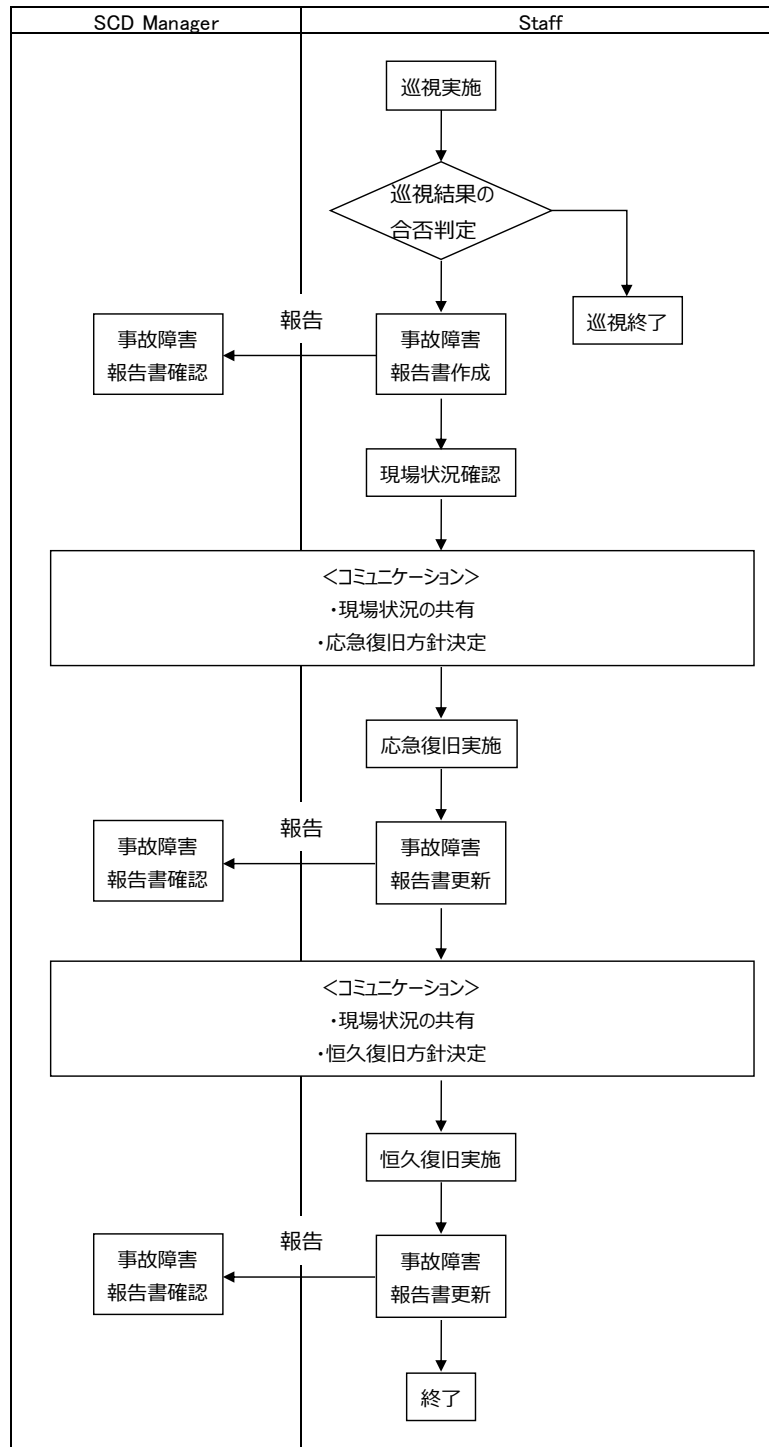 SCD Manager
Staff
巡視実施
巡視結果の
合否判定
巡視終了
報告
事故障害
報告書確認
事故障害
報告書作成
現場状況確認
＜コミュニケーション＞
・現場状況の共有
・応急復旧方針決定
応急復旧実施
報告
事故障害
報告書確認
事故障害
報告書更新
＜コミュニケーション＞
・現場状況の共有
・恒久復旧方針決定
恒久復旧実施
報告
事故障害
報告書確認
事故障害
報告書更新
終了